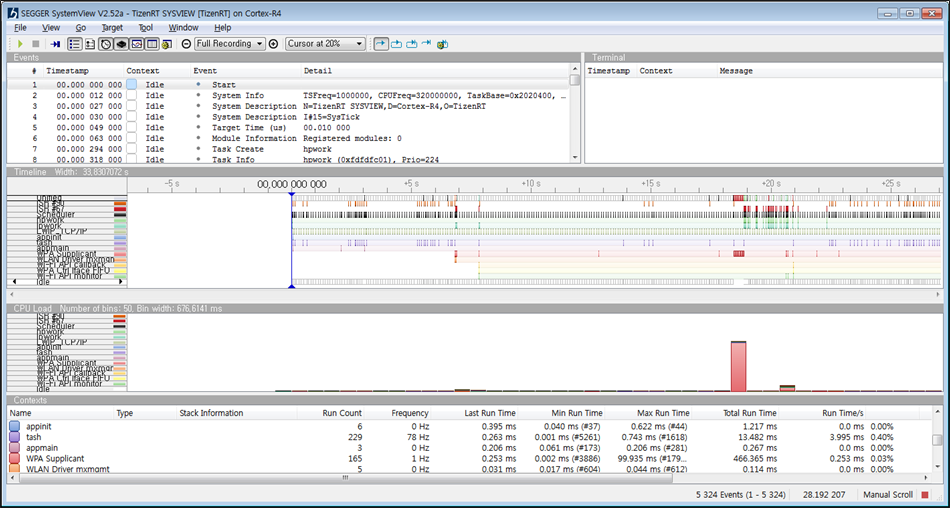 SEGGER SystemView V2.52a - TizenRT SYSVIEW [TizenRT] on Cortex-R4
File View Go Target Tool Window Help
Full Recording Cursor at 20%
Events
# Timestamp Context Event Detail
1 00.000 000 000 Idle Start
2 00.000 012 000 Idle System Info TSFreq=1000000, CPUFreq=320000000, TaskBase=0x2020400, ...
3 00.000 027 000 Idle System Description N=TizenRT SYSVIEW,D=Cortex-R4,O=TizenRT
4 00.000 030 000 Idle System Description I#15=SysTick
5 00.000 049 000 Idle Target Time (us) 00.010 000
6 00.000 063 000 Idle Module Information Registered modules: 0
7 00.000 294 000 Idle Task Create hpwork
8 00.000 318 000 Idle Task Info hpwork (0xfdfdfc01), Prio=224
Terminal
Timestamp Context Message
Timeline Width: 33,8307072 s
-5 s 00,000 000 000 +5 s +10 s +15 s +20 s +25 s
Unified
ISR #30
ISR #67
Scheduler
hpwork
lpwork
LWIP_TCP/IP
appinit
tash
appmain
WPA Supplicant
WLAN Driver mxmgmt
Wi-Fi API callback
WPA Ctrl Iface FIFO
Wi-Fi API monitor
Idle
CPU Load Number of bins: 50, Bin width: 676,6141 ms
ISR #30
ISR #67
Scheduler
hpwork
lpwork
LWIP_TCP/IP
appinit
tash
appmain
WPA Supplicant
WLAN Driver mxmgmt
Wi-Fi API callback
WPA Ctrl Iface FIFO
Wi-Fi API monitor
Idle
Contexts
Name Type Stack Information Run Count Frequency Last Run Time Min Run Time Max Run Time Total Run Time Run Time/s
appinit 6 0 Hz 0.395 ms 0.040 ms (#37) 0.622 ms (#44) 1.217 ms 0.0 ms 0.00%
tash 229 78 Hz 0.263 ms 0.001 ms (#5261) 0.743 ms (#1618) 13.482 ms 3.995 ms 0.40%
appmain 3 0 Hz 0.206 ms 0.061 ms (#173) 0.206 ms (#281) 0.267 ms 0.0 ms 0.00%
WPA Supplicant 165 1 Hz 0.253 ms 0.002 ms (#3886) 99.935 ms (#179... 466.365 ms 0.253 ms 0.03%
WLAN Driver mxmgmt 5 0 Hz 0.031 ms 0.017 ms (#604) 0.044 ms (#612) 0.114 ms 0.0 ms 0.00%
5 324 Events (1 - 5 324) 28.192 207 Manual Scroll